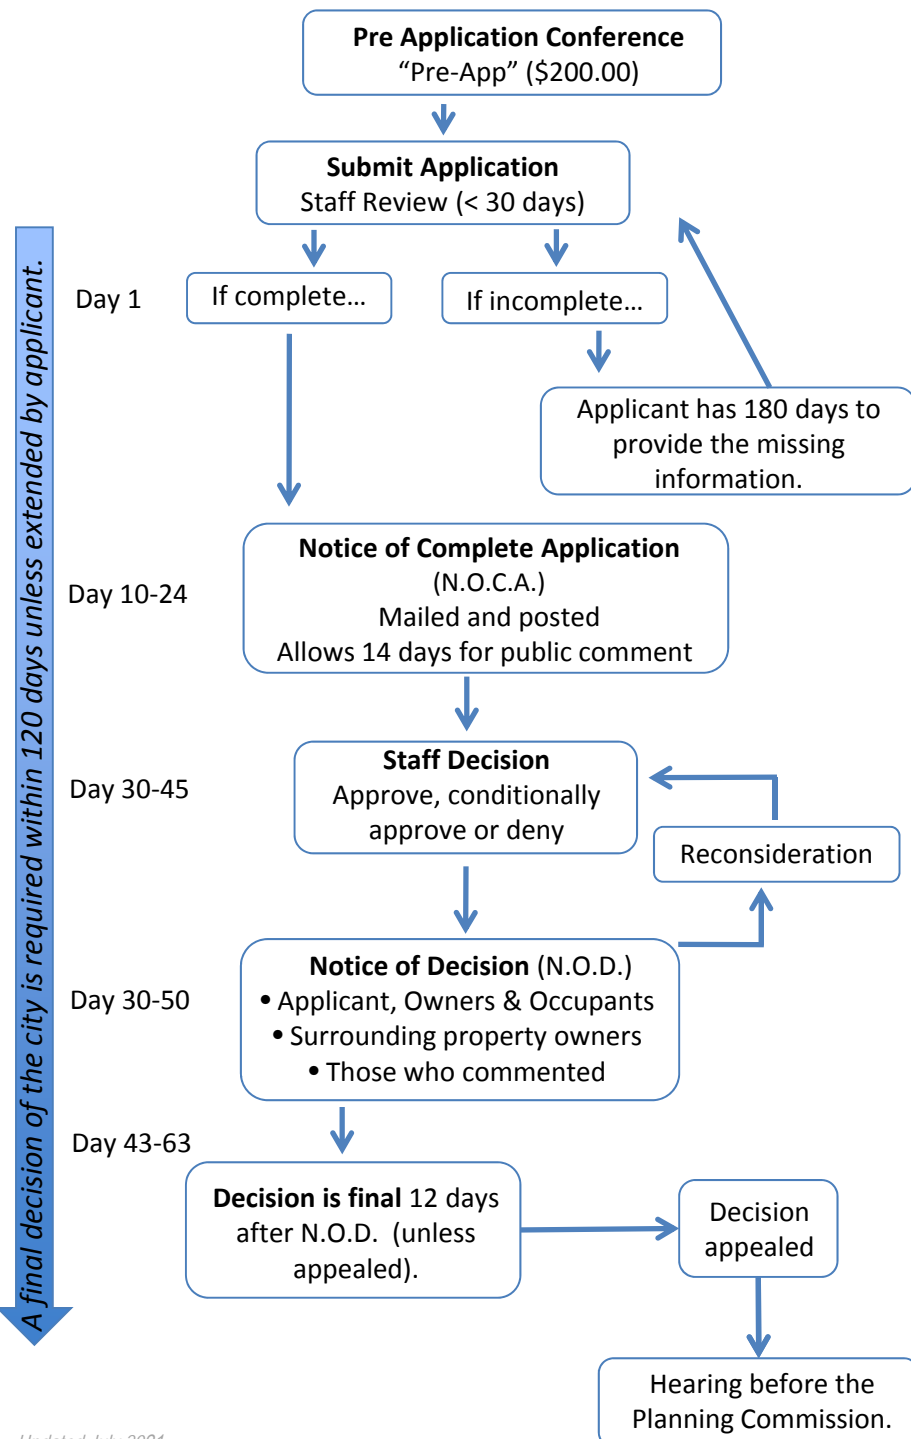 Pre Application Conference
“Pre-App” ($200.00)
Submit Application
Staff Review (< 30 days)
A final decision of the city is required within 120 days unless extended by applicant.
Day 1
If complete…
If incomplete…
Applicant has 180 days to
provide the missing
information.
Day 10-24
Notice of Complete Application
(N.O.C.A.)
Mailed and posted
Allows 14 days for public comment
Day 30-45
Staff Decision
Approve, conditionally
approve or deny
Reconsideration
Day 30-50
Notice of Decision (N.O.D.)
• Applicant, Owners & Occupants
• Surrounding property owners
• Those who commented
Day 43-63
Decision is final 12 days
after N.O.D. (unless
appealed).
Decision
appealed
Hearing before the
Planning Commission.
Updated July